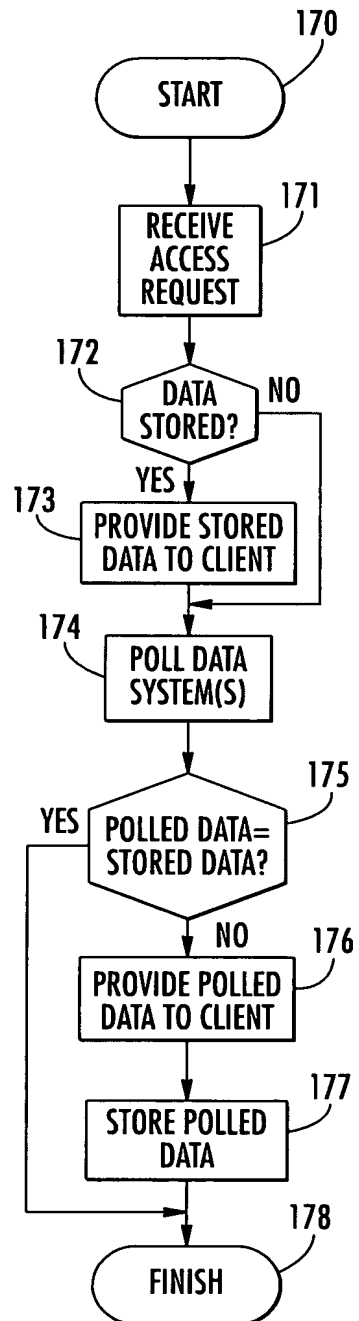 170
START
171
RECEIVE
ACCESS
REQUEST
172
DATA
STORED?
NO
YES
173
PROVIDE STORED
DATA TO CLIENT
174
POLL DATA
SYSTEM(S)
175
YES
POLLED DATA=
STORED DATA?
NO
176
PROVIDE POLLED
DATA TO CLIENT
177
STORE POLLED
DATA
178
FINISH